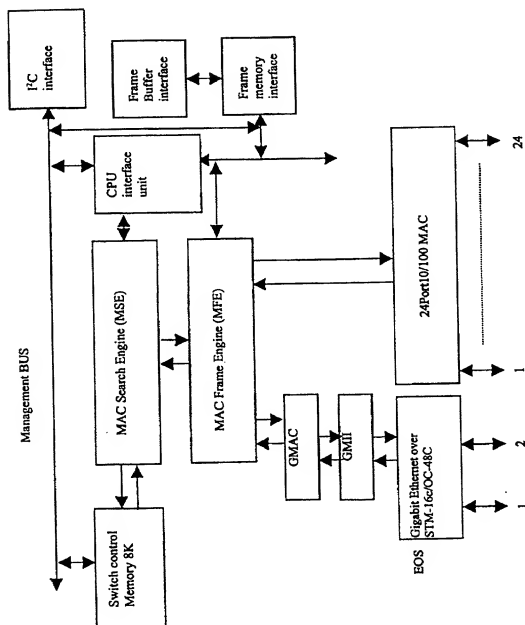 Management BUS
I²C
interface
Frame
Buffer
interface
Frame
memory
interface
CPU
interface
unit
MAC Search Engine (MSE)
MAC Frame Engine (MFE)
Switch control
Memory 8K
GMAC
GMII
Gigabit Ethernet over
STM-16c/OC-48C
EOS
24Port10/100 MAC
1
2
1
24